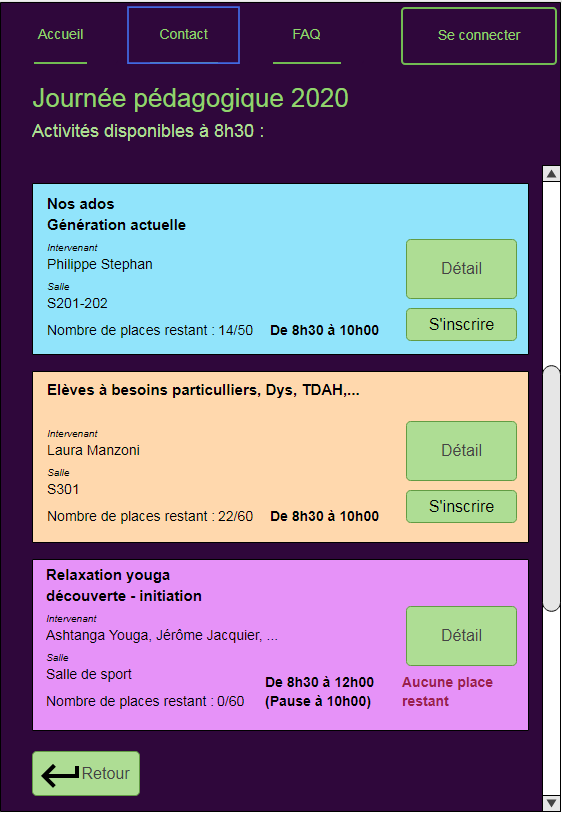 Accueil
Contact
FAQ
Se connecter
Journée pédagogique 2020
Activités disponibles à 8h30 :
Nos ados
Génération actuelle
Intervenant
Philippe Stephan
Salle
S201-202
Nombre de places restant : 14/50
De 8h30 à 10h00
Détail
S'inscrire
Elèves à besoins particulliers, Dys, TDAH,...
Intervenant
Laura Manzoni
Salle
S301
Nombre de places restant : 22/60
De 8h30 à 10h00
Détail
S'inscrire
Relaxation youga
découverte - initiation
Intervenant
Ashtanga Youga, Jérôme Jacquier, ...
Salle
Salle de sport
Nombre de places restant : 0/60
De 8h30 à 12h00
(Pause à 10h00)
Détail
Aucune place
restant
Retour